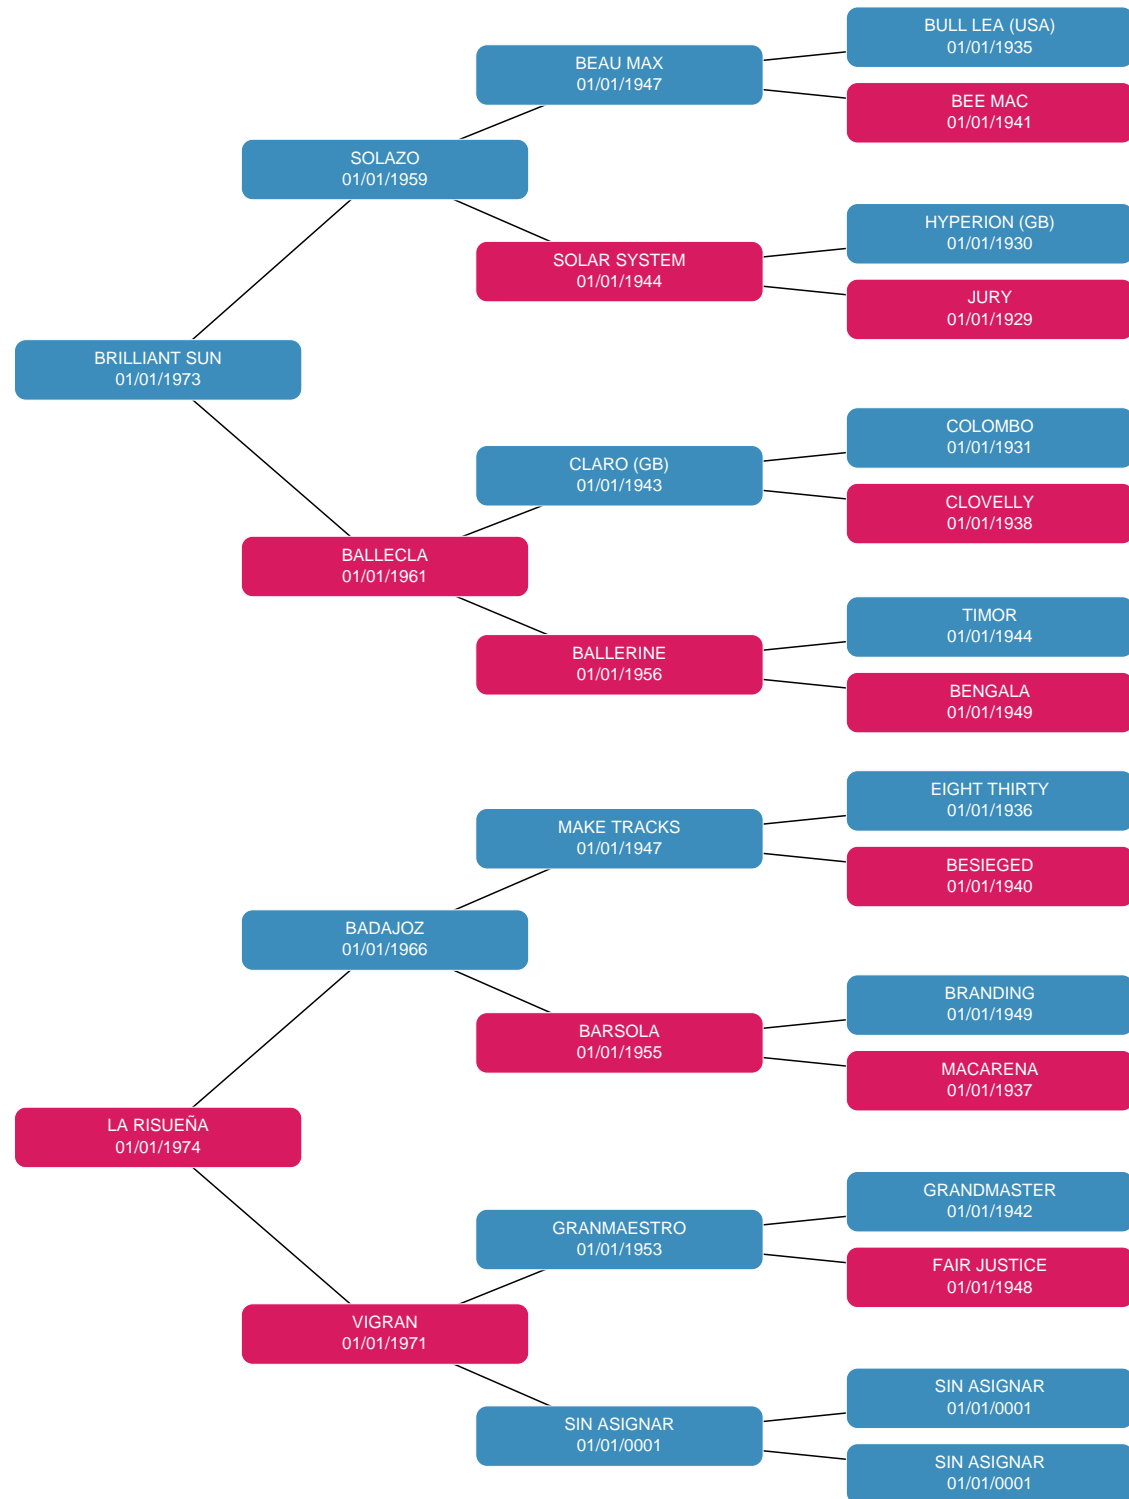 BULL LEA (USA)
01/01/1935
BEAU MAX
01/01/1947
BEE MAC
01/01/1941
SOLAZO
01/01/1959
HYPERION (GB)
01/01/1930
SOLAR SYSTEM
01/01/1944
JURY
01/01/1929
BRILLIANT SUN
01/01/1973
COLOMBO
01/01/1931
CLARO (GB)
01/01/1943
CLOVELLY
01/01/1938
BALLECLA
01/01/1961
TIMOR
01/01/1944
BALLERINE
01/01/1956
BENGALA
01/01/1949
EIGHT THIRTY
01/01/1936
MAKE TRACKS
01/01/1947
BESIEGED
01/01/1940
BADAJOZ
01/01/1966
BRANDING
01/01/1949
BARSOLA
01/01/1955
MACARENA
01/01/1937
LA RISUEÑA
01/01/1974
GRANDMASTER
01/01/1942
GRANMAESTRO
01/01/1953
FAIR JUSTICE
01/01/1948
VIGRAN
01/01/1971
SIN ASIGNAR
01/01/0001
SIN ASIGNAR
01/01/0001
SIN ASIGNAR
01/01/0001